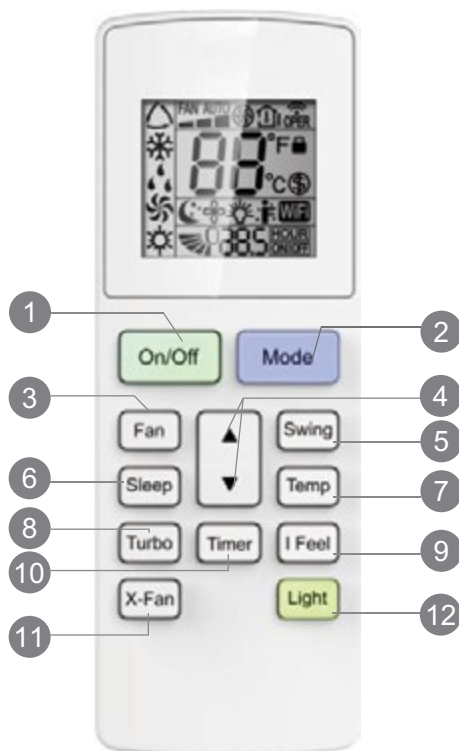 FAN AUTO
OPER
88 °F
°C
WiFi
38.5 HOUR
ON/OFF
1
2
On/Off Mode
3
4
Fan ▲ Swing
5
6
Sleep ▼ Temp
7
8
Turbo Timer I Feel
9
10
X-Fan Light
11
12